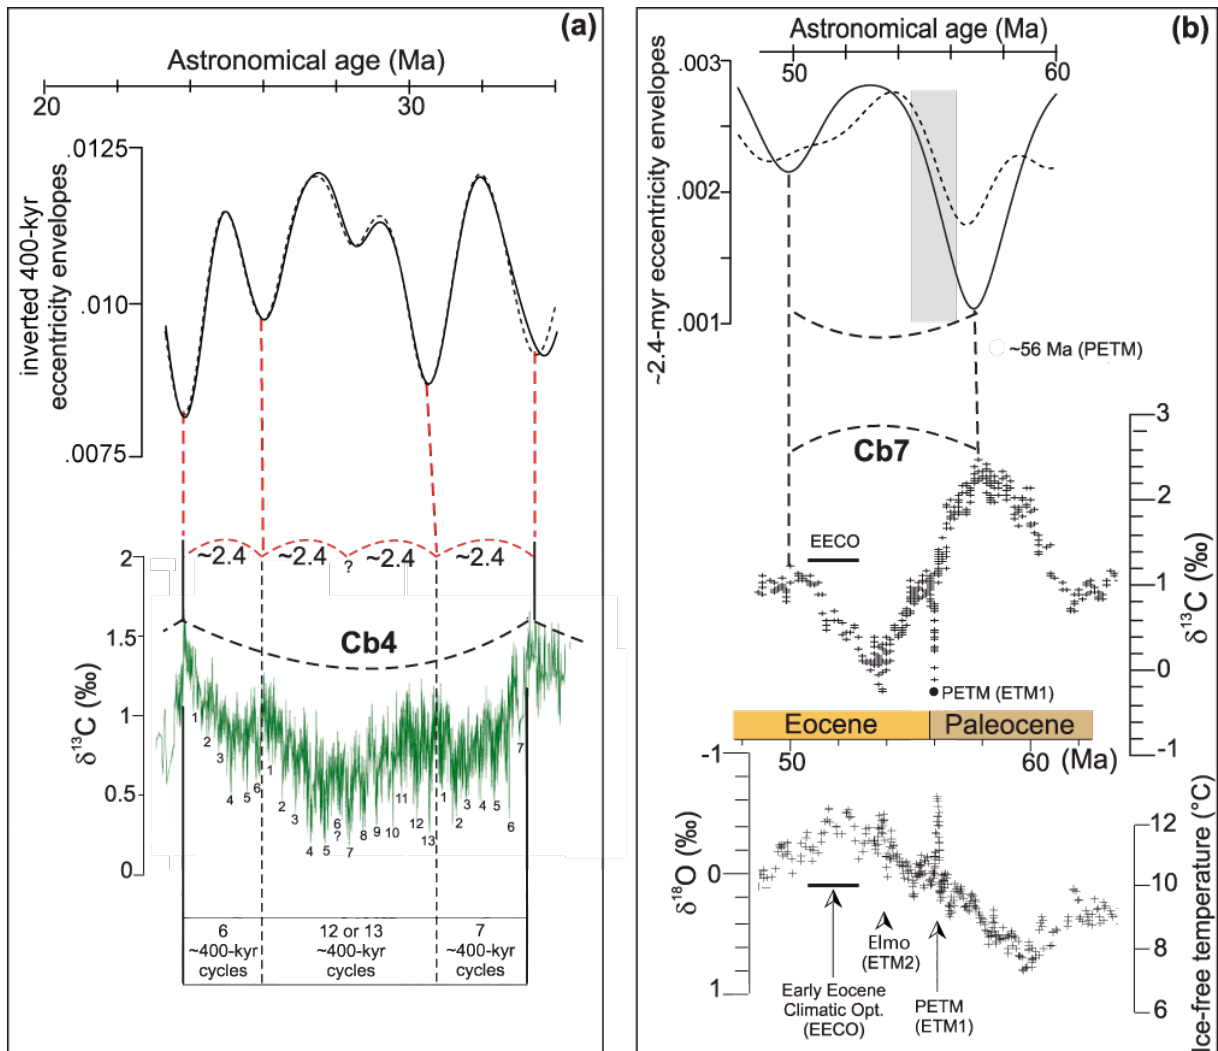 (a)
Astronomical age (Ma)
20
30
inverted 400-kyr
eccentricity envelopes
.0125
.010
.0075
~2.4
~2.4
?
~2.4
~2.4
Cb4
δ¹³C (‰)
2
1.5
1
0.5
0
1
2
3
4
5
6
1
2
3
4
5
6
?
7
8
9
10
11
12
13
1
2
3
4
5
6
7
6
~400-kyr
cycles
12 or 13
~400-kyr
cycles
7
~400-kyr
cycles
(b)
Astronomical age (Ma)
50
60
~2.4-myr eccentricity envelopes
.003
.002
.001
~56 Ma (PETM)
Cb7
EECO
3
2
1
0
-1
δ¹³C (‰)
PETM (ETM1)
Eocene
Paleocene
50
60 (Ma)
δ¹⁸O (‰)
-1
0
1
Elmo
(ETM2)
Early Eocene
Climatic Opt.
(EECO)
PETM
(ETM1)
12
10
8
6
Ice-free temperature (°C)